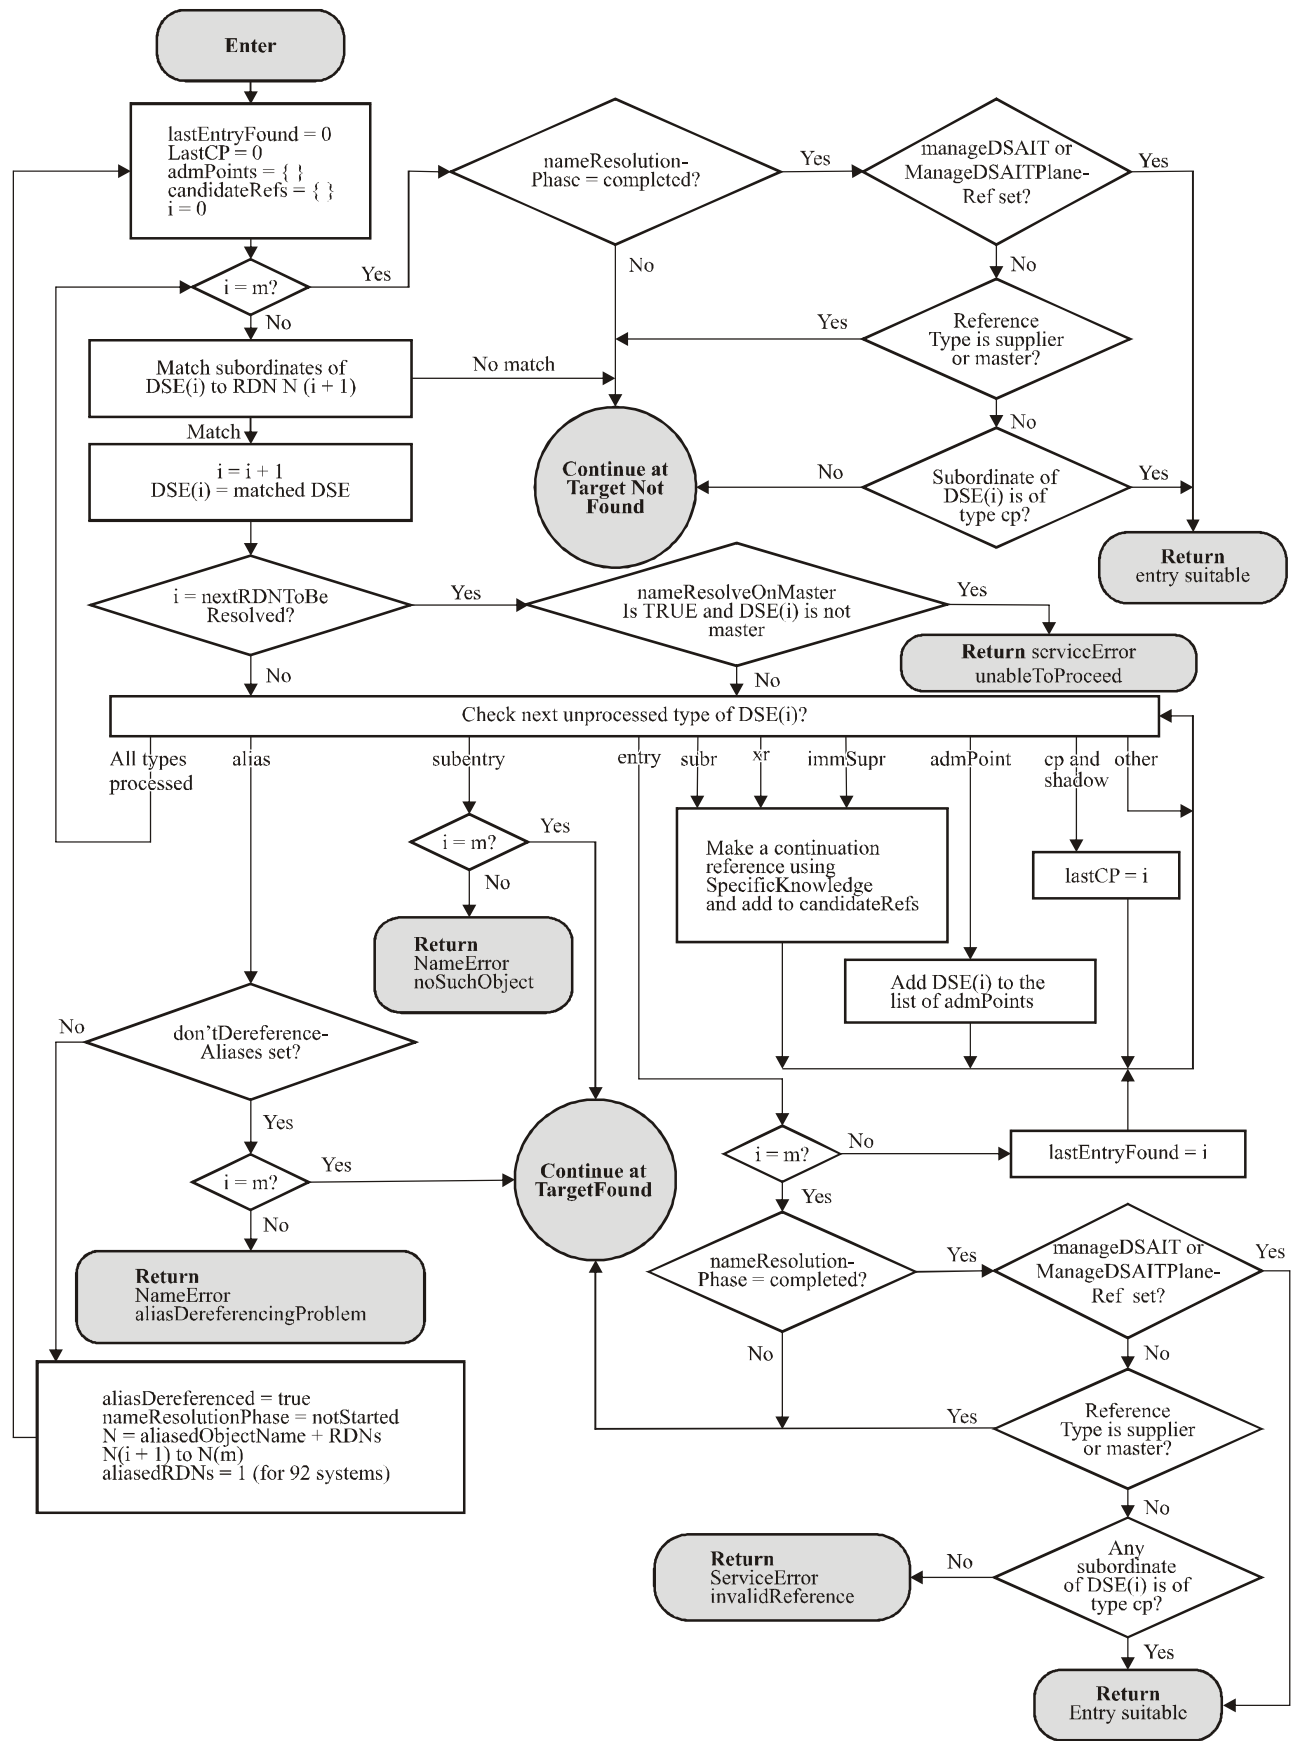 Enter
lastEntryFound = 0
LastCP = 0
admPoints = { }
candidateRefs = { }
i = 0
nameResolution-
Phase = completed?
Yes
manageDSAIT or
ManageDSAITPlane-
Ref set?
Yes
No
No
i = m?
Yes
No
Reference
Type is supplier
or master?
Yes
No
Match subordinates of
DSE(i) to RDN N (i + 1)
No match
Match
i = i + 1
DSE(i) = matched DSE
Continue at
Target Not
Found
No
Subordinate of
DSE(i) is of
type cp?
Yes
Return
entry suitable
i = nextRDNToBe
Resolved?
Yes
No
nameResolveOnMaster
Is TRUE and DSE(i) is not
master
Yes
No
Return serviceError
unableToProceed
Check next unprocessed type of DSE(i)?
All types
processed
alias
subentry
entry
subr
xr
immSupr
admPoint
cp and
shadow
other
i = m?
Yes
No
Return
NameError
noSuchObject
Make a continuation
reference using
SpecificKnowledge
and add to candidateRefs
lastCP = i
Add DSE(i) to the
list of admPoints
No
don'tDereference-
Aliases set?
Yes
i = m?
Yes
No
Continue at
TargetFound
i = m?
No
Yes
lastEntryFound = i
Return
NameError
aliasDereferencingProblem
nameResolution-
Phase = completed?
Yes
No
manageDSAIT or
ManageDSAITPlane-
Ref set?
Yes
No
aliasDereferenced = true
nameResolutionPhase = notStarted
N = aliasedObjectName + RDNs
N(i + 1) to N(m)
aliasedRDNs = 1 (for 92 systems)
Yes
Reference
Type is supplier
or master?
No
Return
ServiceError
invalidReference
No
Any
subordinate
of DSE(i) is of
type cp?
Yes
Return
Entry suitable